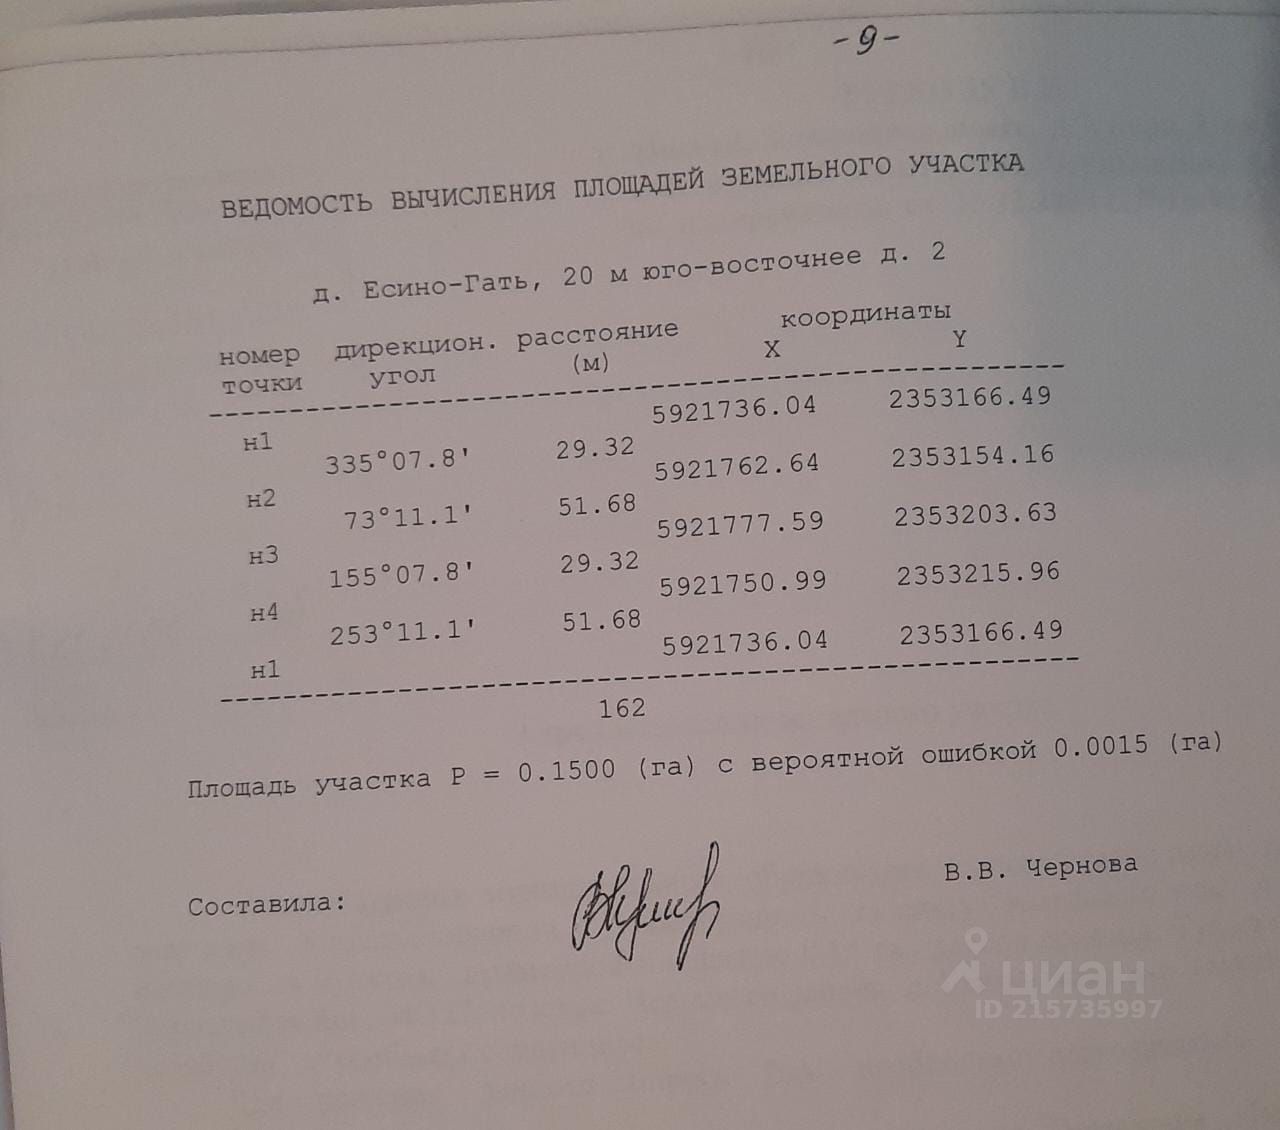 -9-
ВЕДОМОСТЬ ВЫЧИСЛЕНИЯ ПЛОЩАДЕЙ ЗЕМЕЛЬНОГО УЧАСТКА
д. Есино-Гать, 20 м юго-восточнее д. 2
номер дирекцион. расстояние координаты
точки угол (м) X Y
5921736.04 2353166.49
н1
335°07.8' 29.32
5921762.64 2353154.16
н2
73°11.1' 51.68
5921777.59 2353203.63
н3
155°07.8' 29.32
5921750.99 2353215.96
н4
253°11.1' 51.68
5921736.04 2353166.49
н1
162
Площадь участка P = 0.1500 (га) с вероятной ошибкой 0.0015 (га)
Составила: В.В. Чернова
циан
ID 215735997